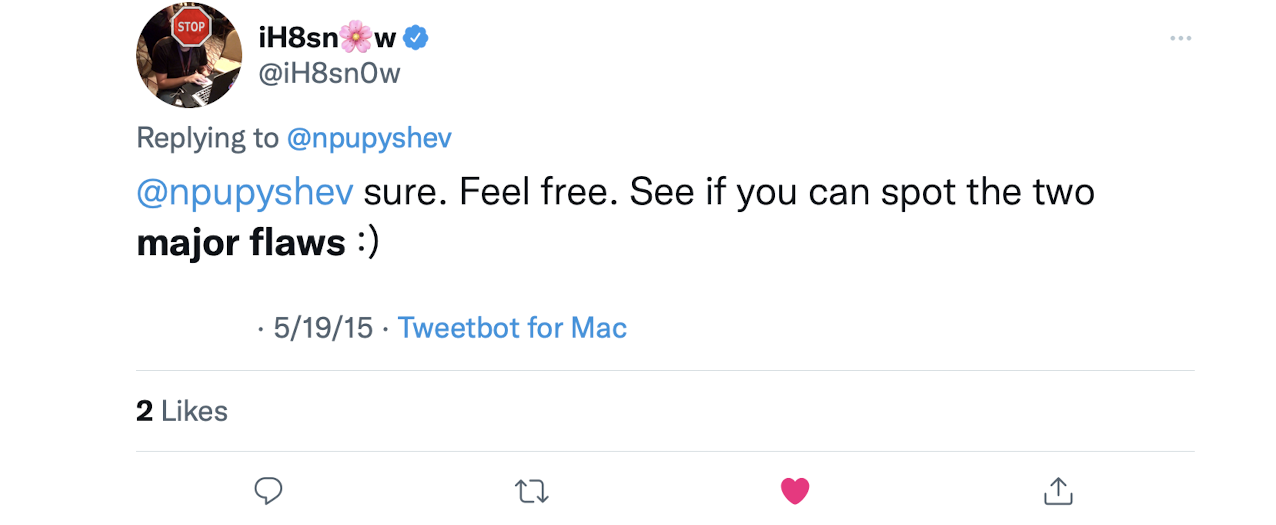 STOP
iH8sn🌸w
@iH8sn0w
Replying to @npupyshev
@npupyshev sure. Feel free. See if you can spot the two
major flaws :)
· 5/19/15 · Tweetbot for Mac
2 Likes